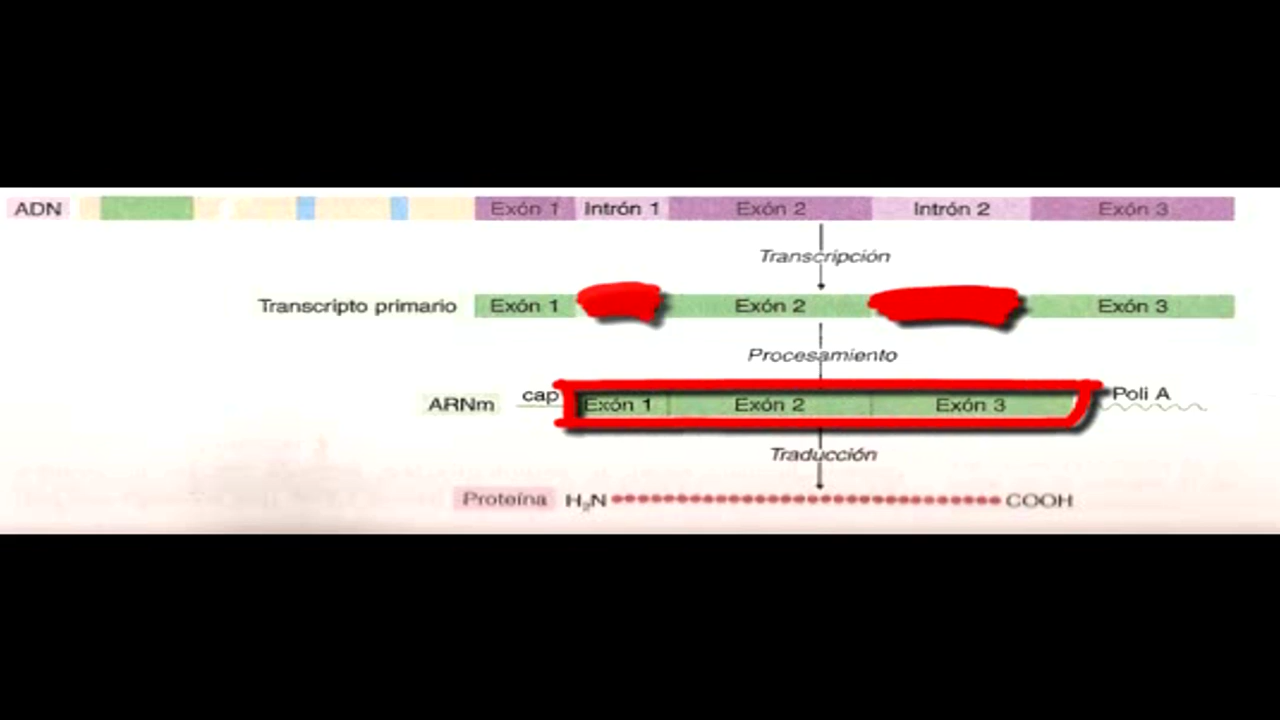 ADN Exón 1 Intrón 1 Exón 2 Intrón 2 Exón 3
Transcripción
Transcripto primario Exón 1 Exón 2 Exón 3
Procesamiento
cap Poli A
ARNm Exón 1 Exón 2 Exón 3
Traducción
Proteína H₂N COOH